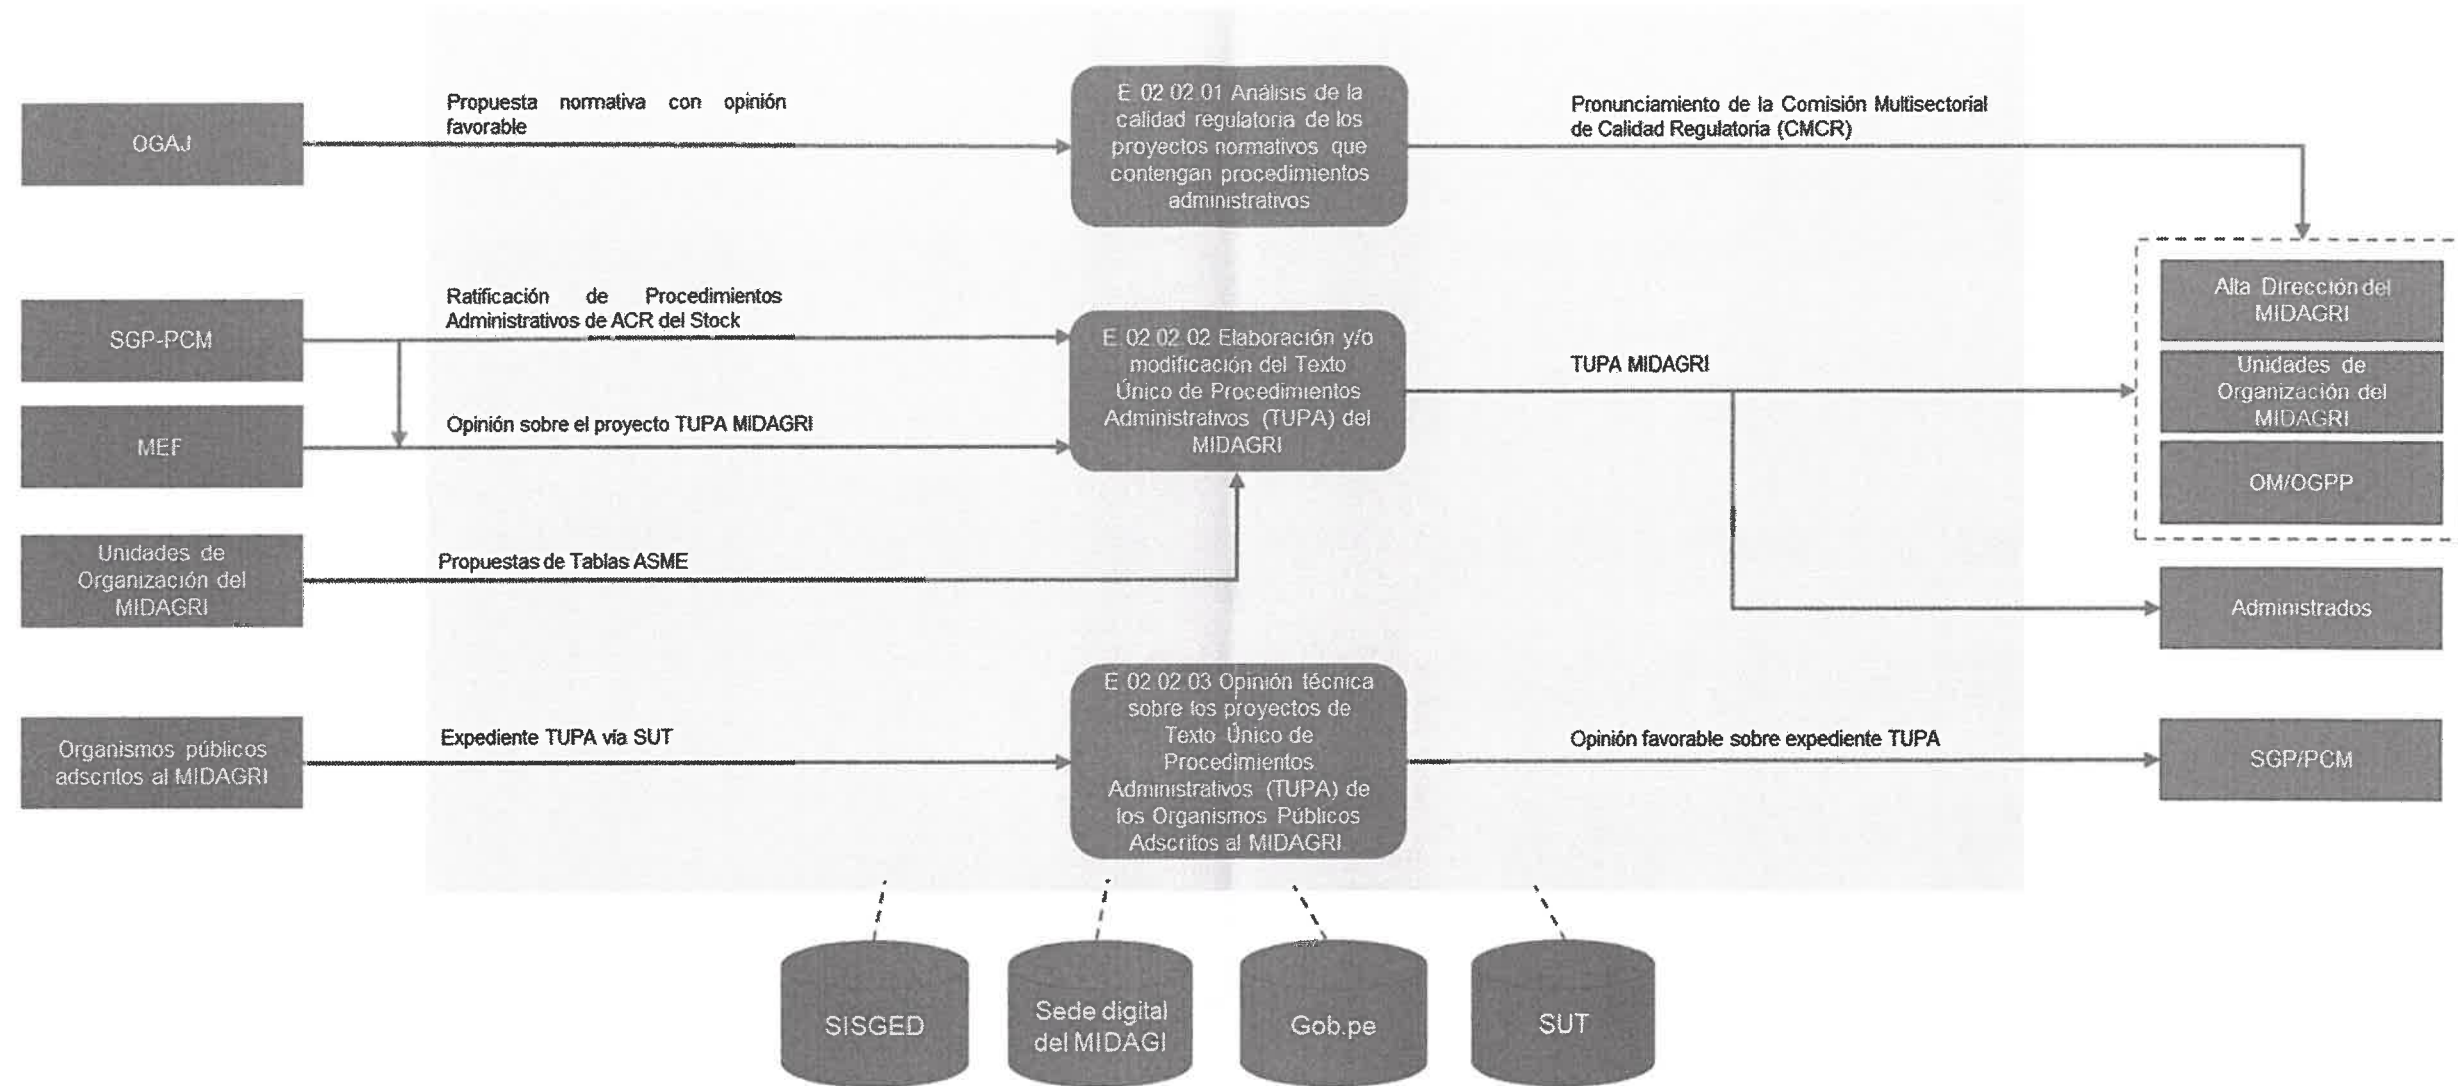 OGAJ
Propuesta normativa con opinión
favorable
E 02 02 01 Análisis de la
calidad regulatoria de los
proyectos normativos que
contengan procedimientos
administrativos
Pronunciamiento de la Comisión Multisectorial
de Calidad Regulatoria (CMCR)
SGP-PCM
Ratificación de Procedimientos
Administrativos de ACR del Stock
MEF
Opinión sobre el proyecto TUPA MIDAGRI
E 02 02 02 Elaboración y/o
modificación del Texto
Único de Procedimientos
Administrativos (TUPA) del
MIDAGRI
TUPA MIDAGRI
Alta Dirección del
MIDAGRI
Unidades de
Organización del
MIDAGRI
OM/OGPP
Unidades de
Organización del
MIDAGRI
Propuestas de Tablas ASME
Administrados
Organismos públicos
adscritos al MIDAGRI
Expediente TUPA vía SUT
E 02 02 03 Opinión técnica
sobre los proyectos de
Texto Único de
Procedimientos
Administrativos (TUPA) de
los Organismos Públicos
Adscritos al MIDAGRI
Opinión favorable sobre expediente TUPA
SGP/PCM
SISGED
Sede digital
del MIDAGI
Gob.pe
SUT